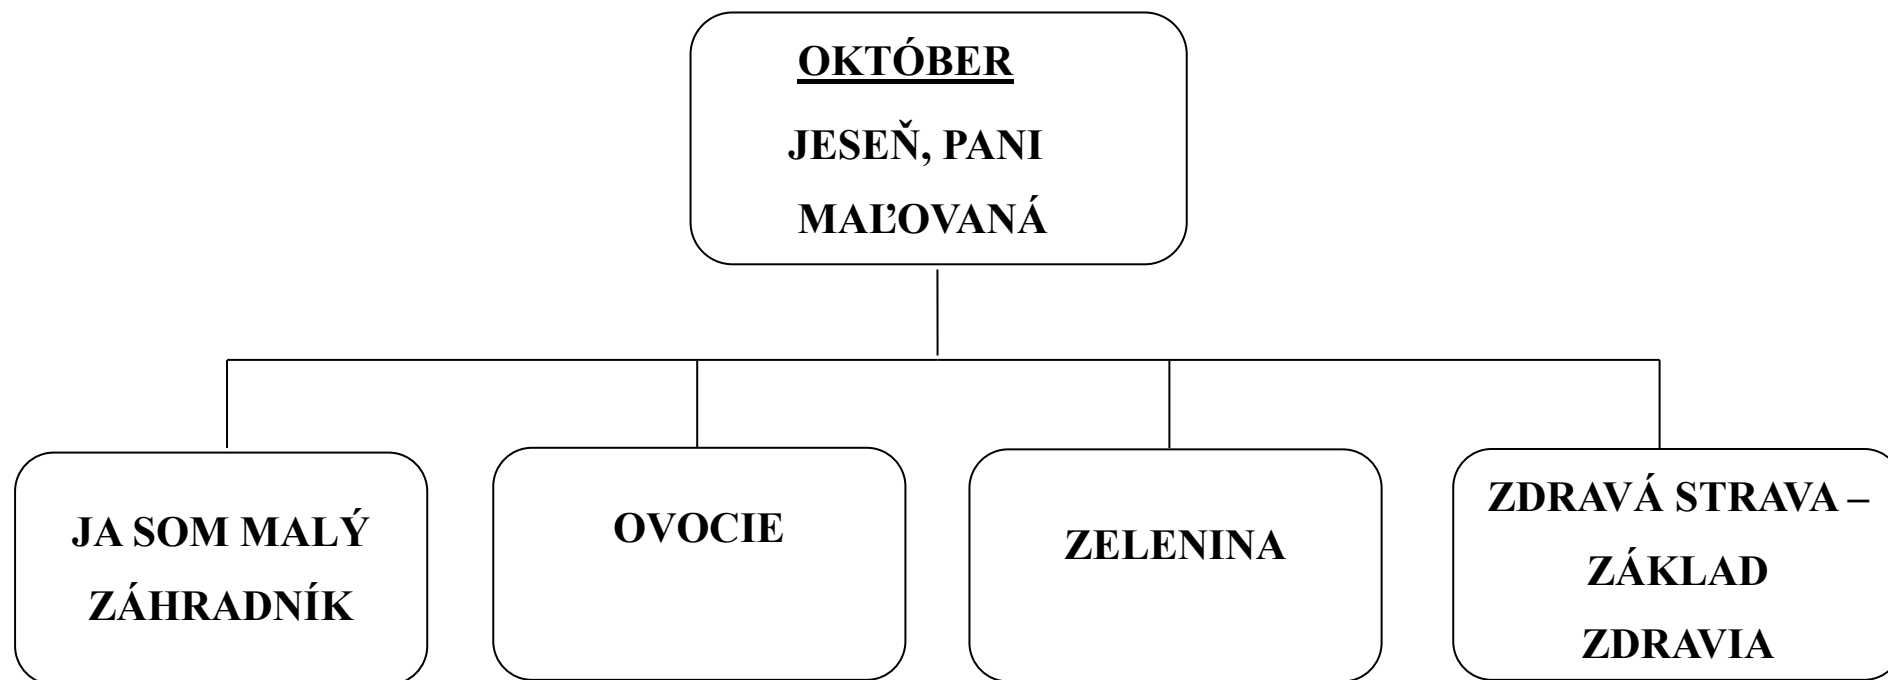 OKTÓBER
JESEŇ, PANI
MAĽOVANÁ
JA SOM MALÝ
ZÁHRADNÍK
OVOCIE
ZELENINA
ZDRAVÁ STRAVA –
ZÁKLAD
ZDRAVIA